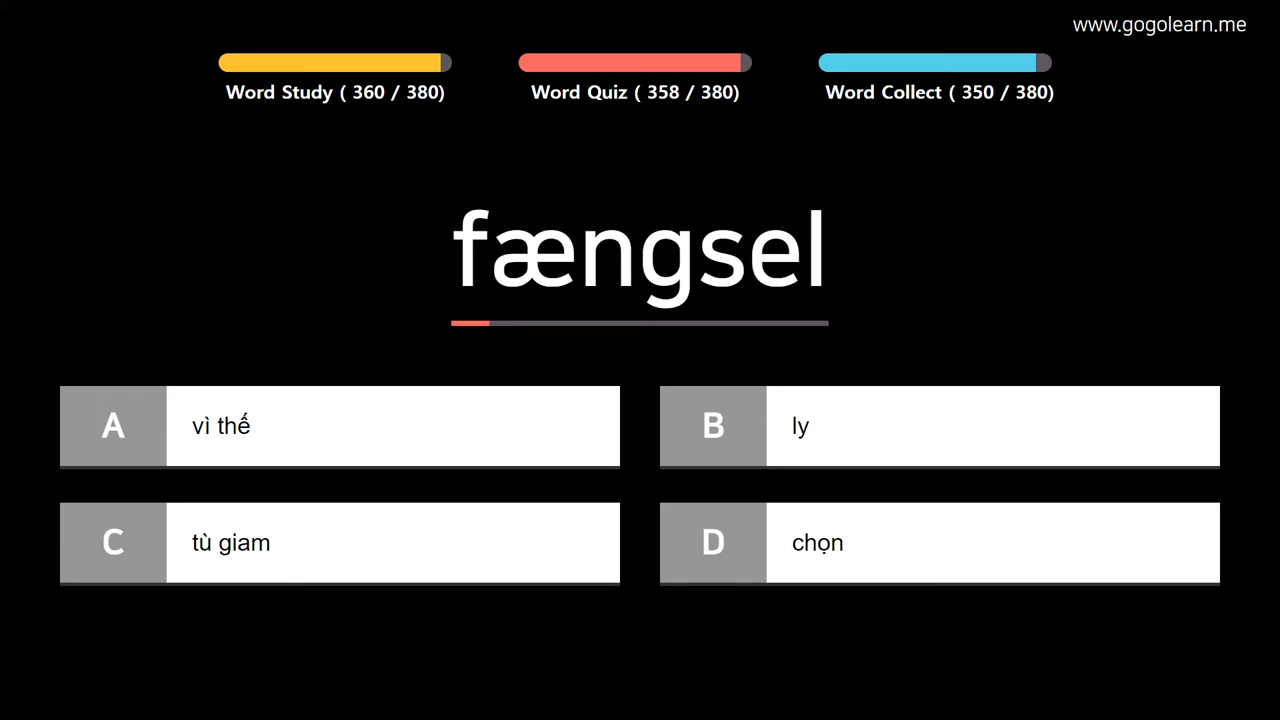 www.gogolearn.me
Word Study ( 360 / 380)
Word Quiz ( 358 / 380)
Word Collect ( 350 / 380)
fængsel
A vì thế
B ly
C tù giam
D chọn